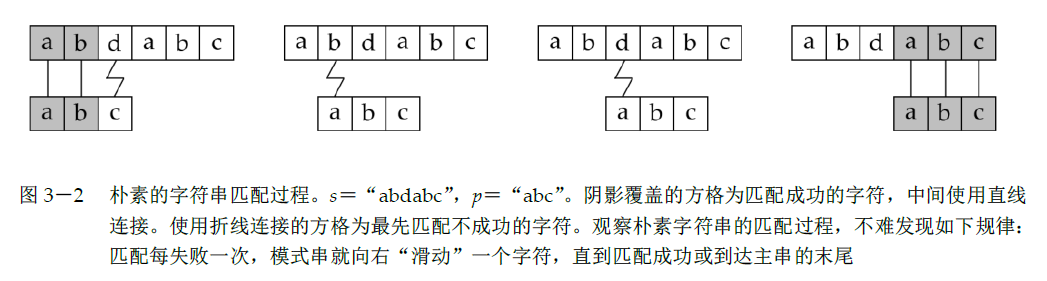 a b d a b c a b d a b c a b d a b c a b d a b c
a b c a b c a b c a b c
图 3－2 朴素的字符串匹配过程。s＝“abdabc”，p＝“abc”。阴影覆盖的方格为匹配成功的字符，中间使用直线
连接。使用折线连接的方格为最先匹配不成功的字符。观察朴素字符串的匹配过程，不难发现如下规律：
匹配每失败一次，模式串就向右“滑动”一个字符，直到匹配成功或到达主串的末尾